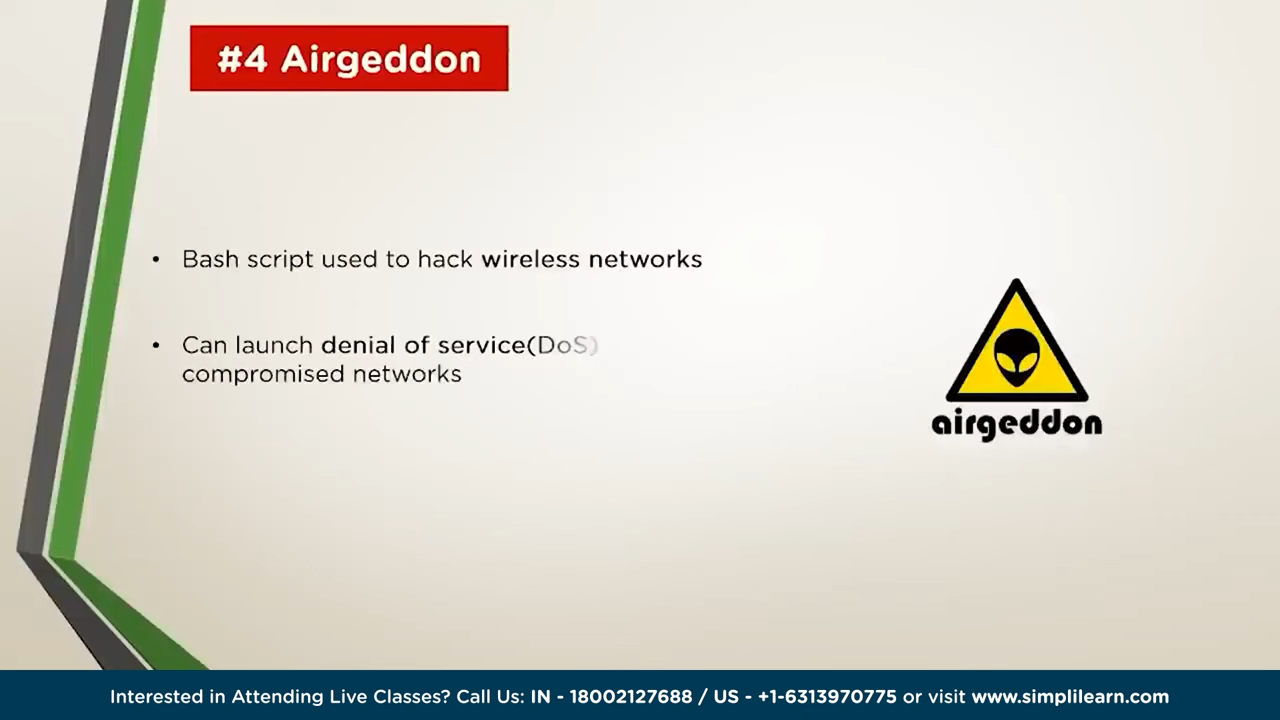 #4 Airgeddon
• Bash script used to hack wireless networks
• Can launch denial of service(DoS)
compromised networks
airgeddon
Interested in Attending Live Classes? Call Us: IN - 18002127688 / US - +1-6313970775 or visit www.simplilearn.com